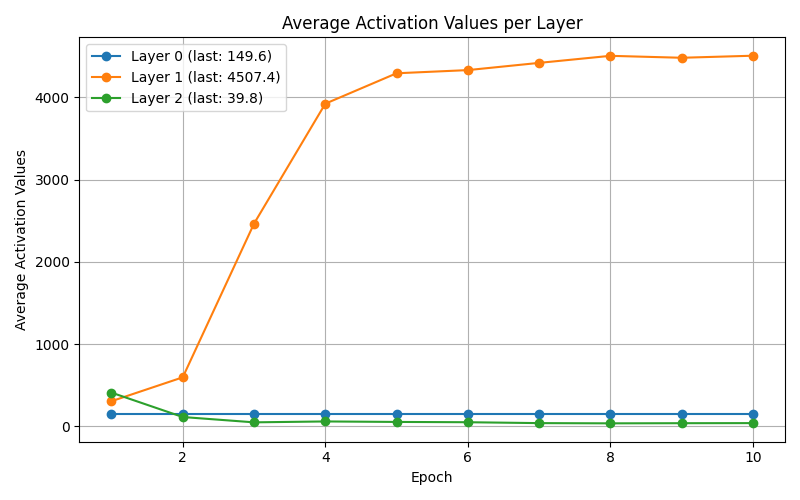 Average Activation Values per Layer
Layer 0 (last: 149.6)
Layer 1 (last: 4507.4)
Layer 2 (last: 39.8)
Average Activation Values
4000
3000
2000
1000
0
2 4 6 8 10
Epoch